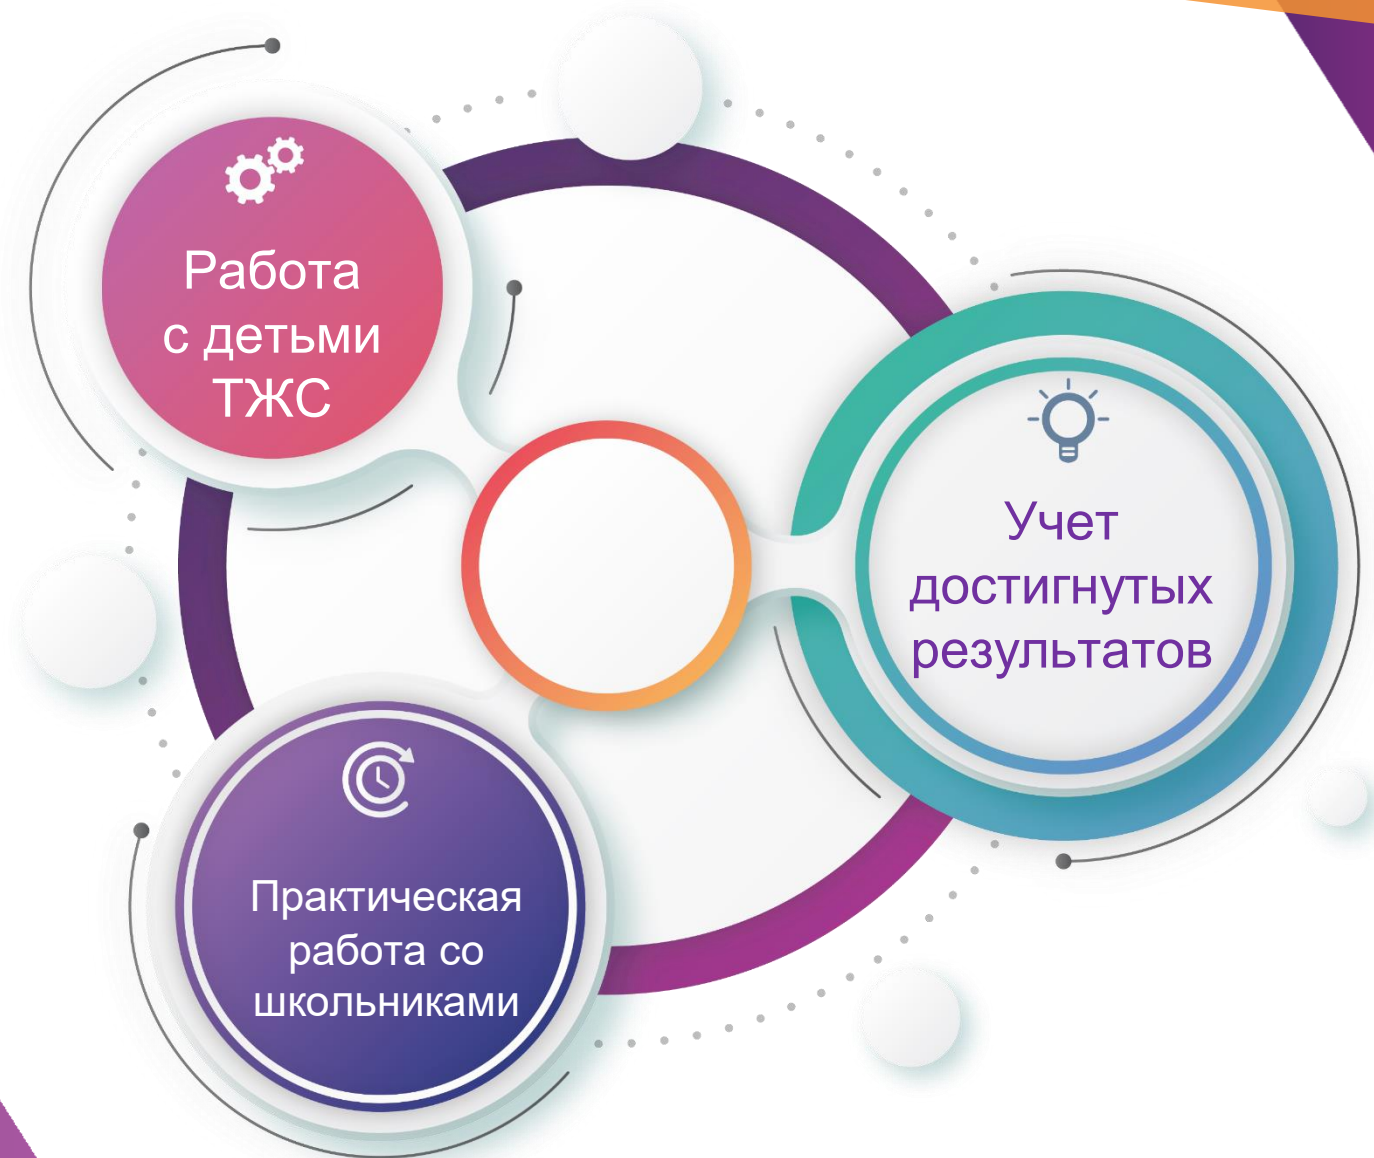 Работа
с детьми
ТЖС
Учет
достигнутых
результатов
Практическая
работа со
школьниками